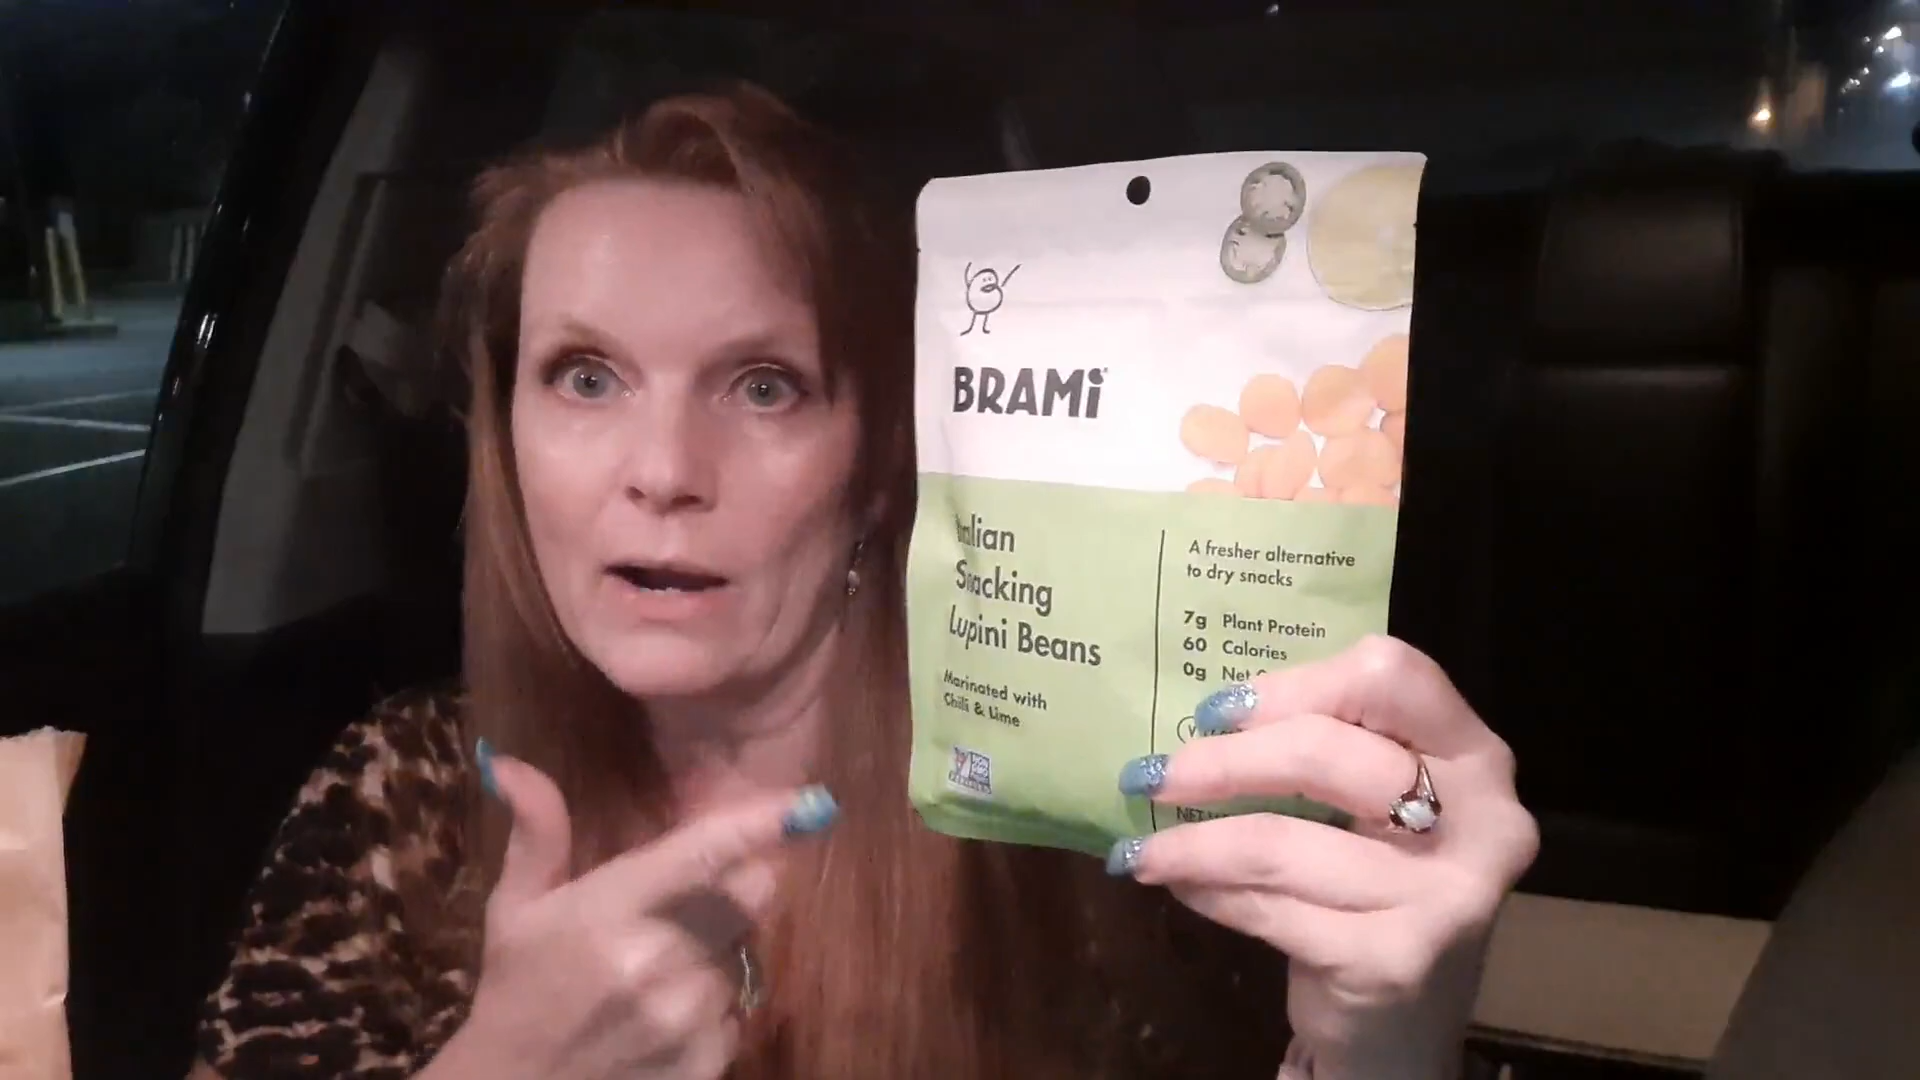 BRAMi
Snacking
Lupini Beans
Marinated with
Chili & Lime
A fresher alternative
to dry snacks
7g Plant Protein
60 Calories
0g Net